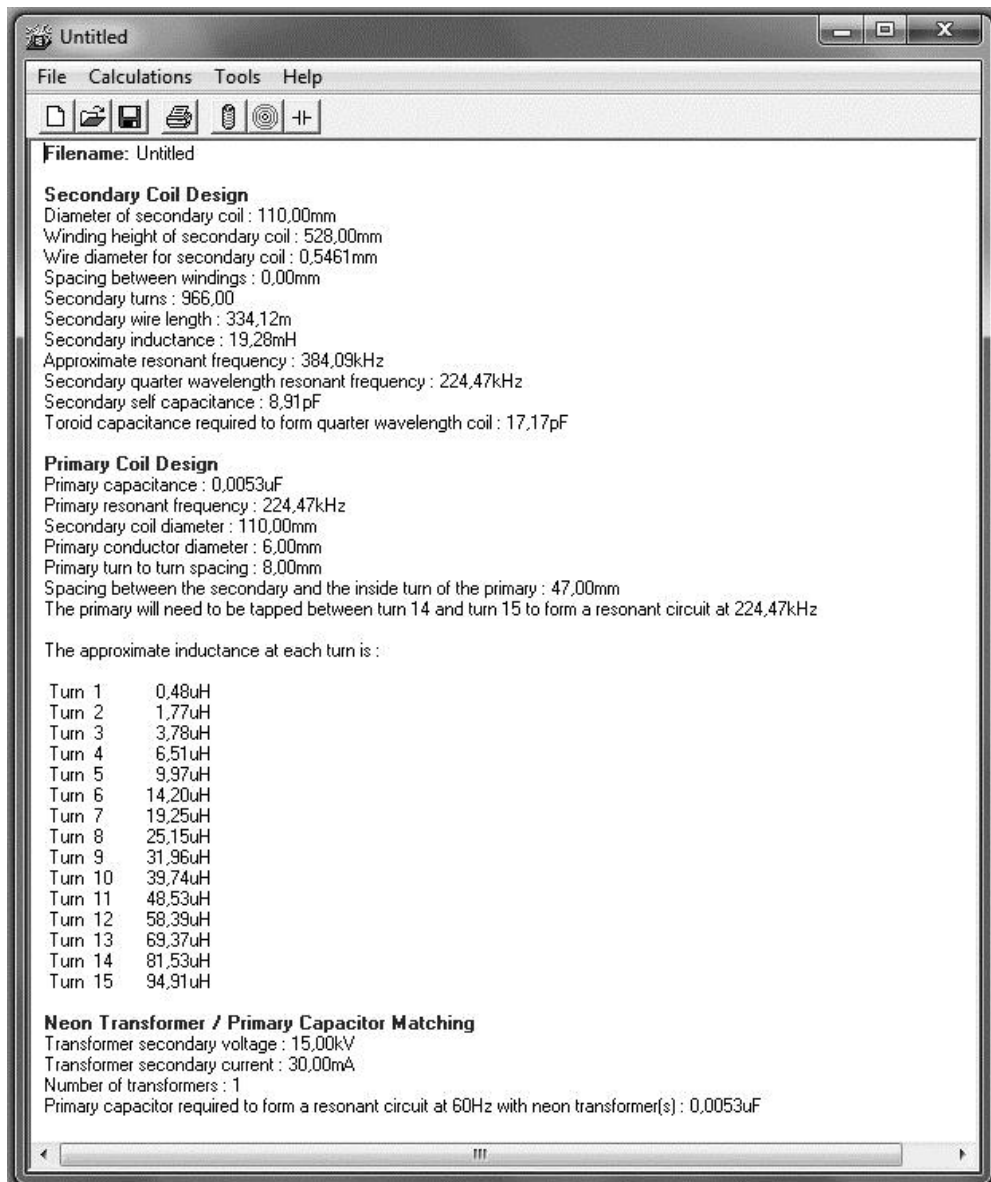 Untitled
File Calculations Tools Help
Filename: Untitled
Secondary Coil Design
Diameter of secondary coil : 110,00mm
Winding height of secondary coil : 528,00mm
Wire diameter for secondary coil : 0,5461mm
Spacing between windings : 0,00mm
Secondary turns : 966,00
Secondary wire length : 334,12m
Secondary inductance : 19,28mH
Approximate resonant frequency : 384,09kHz
Secondary quarter wavelength resonant frequency : 224,47kHz
Secondary self capacitance : 8,91pF
Toroid capacitance required to form quarter wavelength coil : 17,17pF
Primary Coil Design
Primary capacitance : 0,0053uF
Primary resonant frequency : 224,47kHz
Secondary coil diameter : 110,00mm
Primary conductor diameter : 6,00mm
Primary turn to turn spacing : 8,00mm
Spacing between the secondary and the inside turn of the primary : 47,00mm
The primary will need to be tapped between turn 14 and turn 15 to form a resonant circuit at 224,47kHz
The approximate inductance at each turn is :
Turn 1 0,48uH
Turn 2 1,77uH
Turn 3 3,78uH
Turn 4 6,51uH
Turn 5 9,97uH
Turn 6 14,20uH
Turn 7 19,25uH
Turn 8 25,15uH
Turn 9 31,96uH
Turn 10 39,74uH
Turn 11 48,53uH
Turn 12 58,39uH
Turn 13 69,37uH
Turn 14 81,53uH
Turn 15 94,91uH
Neon Transformer / Primary Capacitor Matching
Transformer secondary voltage : 15,00kV
Transformer secondary current : 30,00mA
Number of transformers : 1
Primary capacitor required to form a resonant circuit at 60Hz with neon transformer(s) : 0,0053uF